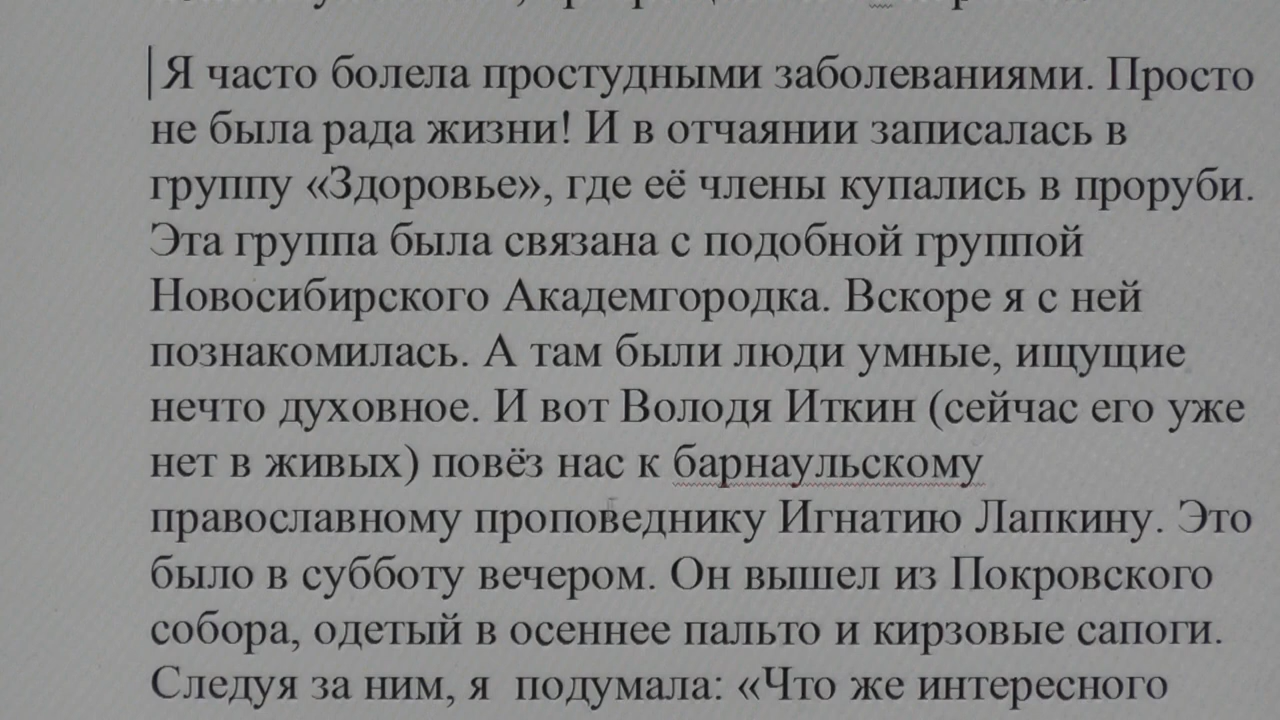 Я часто болела простудными заболеваниями. Просто
не была рада жизни! И в отчаянии записалась в
группу «Здоровье», где её члены купались в проруби.
Эта группа была связана с подобной группой
Новосибирского Академгородка. Вскоре я с ней
познакомилась. А там были люди умные, ищущие
нечто духовное. И вот Володя Иткин (сейчас его уже
нет в живых) повёз нас к барнаульскому
православному проповеднику Игнатию Лапкину. Это
было в субботу вечером. Он вышел из Покровского
собора, одетый в осеннее пальто и кирзовые сапоги.
Следуя за ним, я  подумала: «Что же интересного